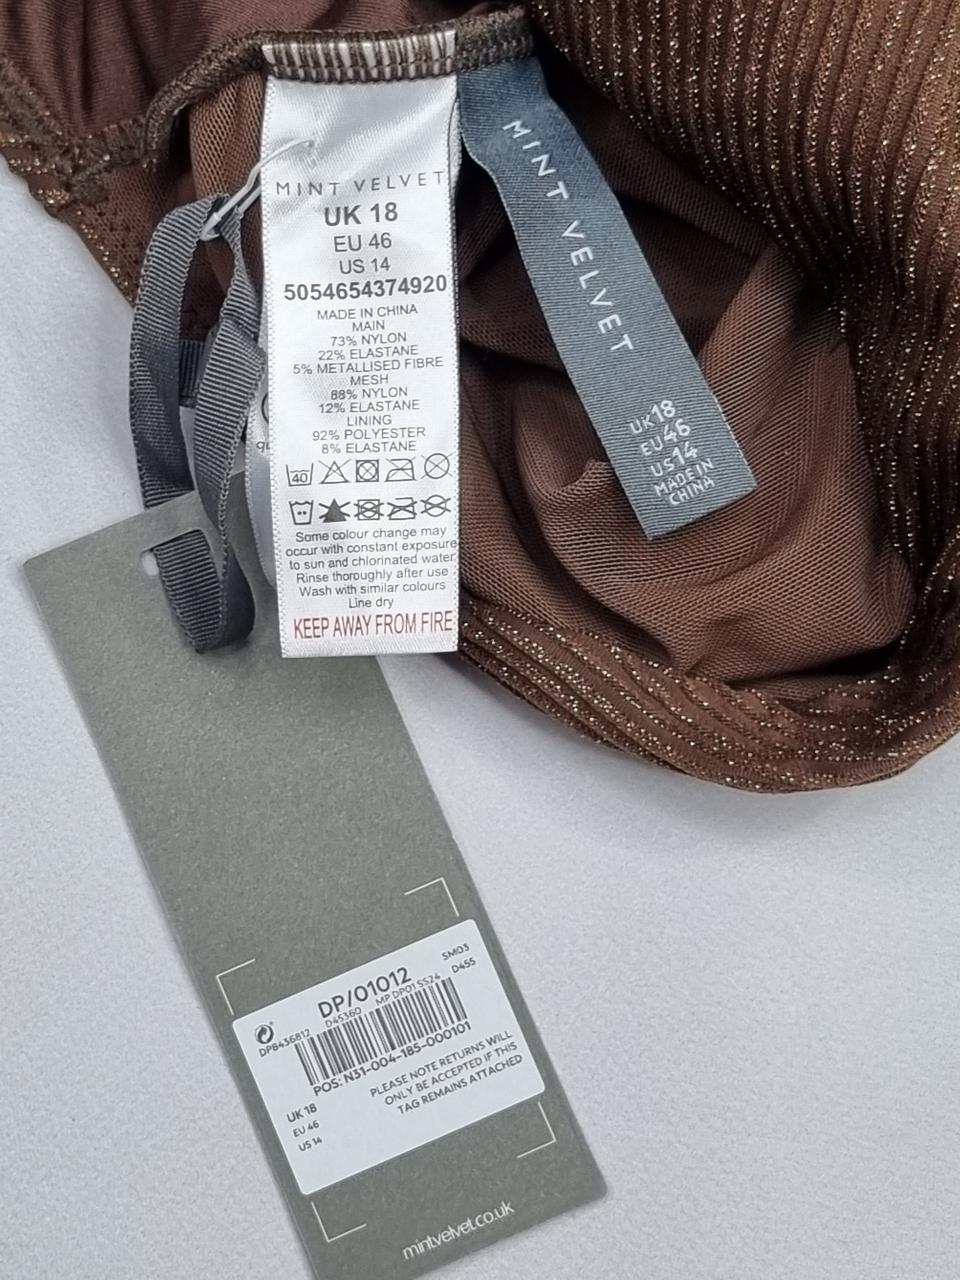 MINT VELVET
UK 18
EU 46
US 14
5054654374920
MADE IN CHINA
MAIN
73% NYLON
22% ELASTANE
5% METALLISED FIBRE
MESH
88% NYLON
12% ELASTANE
LINING
92% POLYESTER
8% ELASTANE
40
Some colour change may
occur with constant exposure
to sun and chlorinated water
Rinse thoroughly after use
Wash with similar colours
Line dry
KEEP AWAY FROM FIRE
MINT VELVET
UK18
EU46
US14
MADE IN
CHINA
SM03
DP/01012
D455
DP8436812 D45360 MP DP01 SS24
POS: N31-004-185-000101
PLEASE NOTE RETURNS WILL
ONLY BE ACCEPTED IF THIS
TAG REMAINS ATTACHED
UK 18
EU 46
US 14
mintvelvet.co.uk